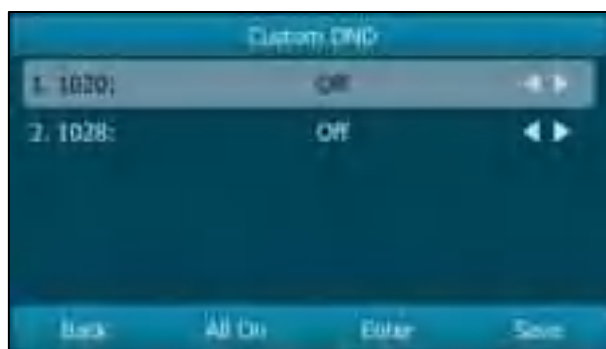 Custom DND
1. 1020: Off
2. 1028: Off
Back All On Enter Save